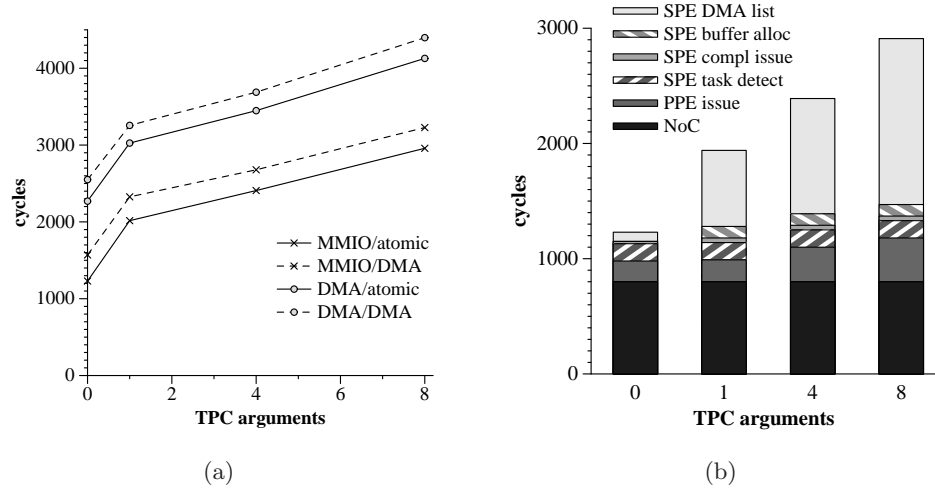 4000
3000
2000
1000
0
cycles
0 2 4 6 8
TPC arguments
MMIO/atomic
MMIO/DMA
DMA/atomic
DMA/DMA
(a)
3000
2000
1000
0
cycles
SPE DMA list
SPE buffer alloc
SPE compl issue
SPE task detect
PPE issue
NoC
0 1 4 8
TPC arguments
(b)